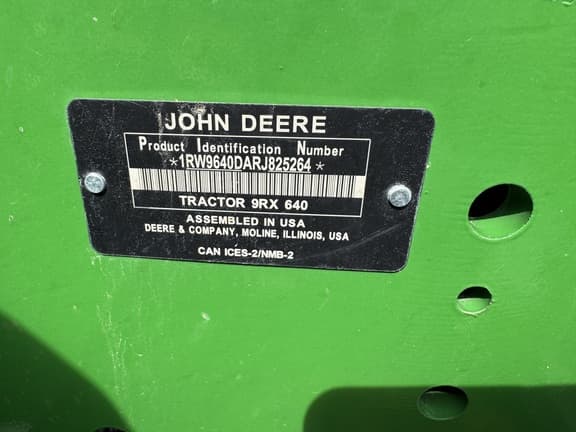 JOHN DEERE
Product Identification Number
*1RW9640DARJ825264*
TRACTOR 9RX 640
ASSEMBLED IN USA
DEERE & COMPANY, MOLINE, ILLINOIS, USA
CAN ICES-2/NMB-2